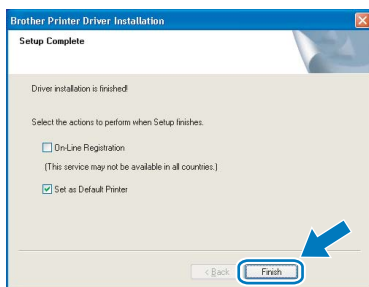 Brother Printer Driver Installation
Setup Complete
Driver installation is finished!
Select the actions to perform when Setup finishes.
On-Line Registration
(This service may not be available in all countries.)
Set as Default Printer
< Back
Finish